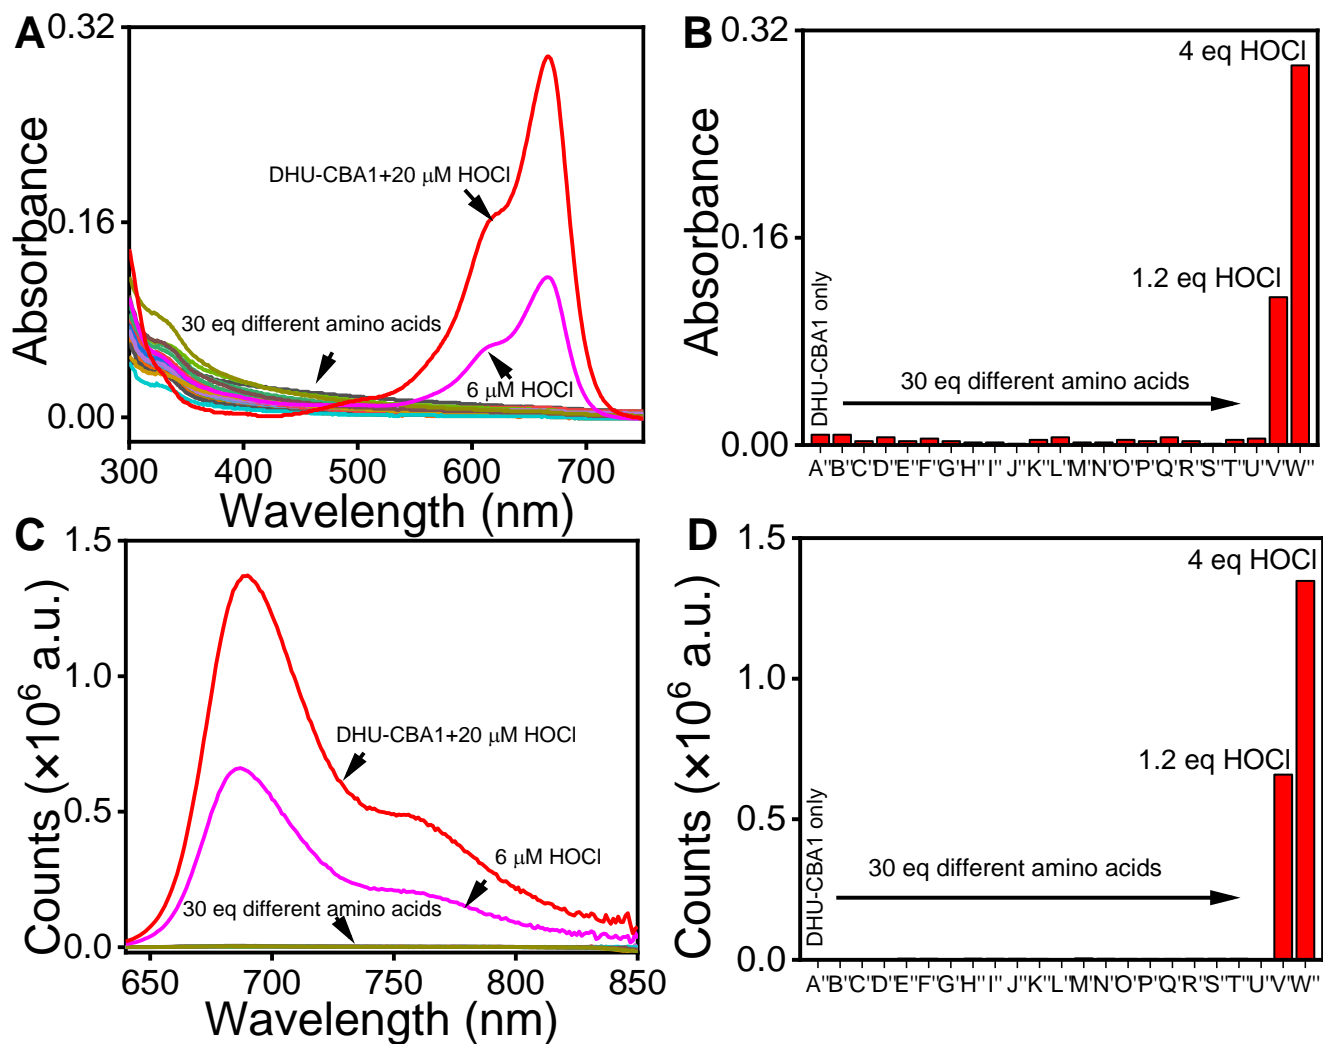 A
0.32
0.16
0.00
Absorbance
DHU-CBA1+20 μM HOCl
30 eq different amino acids
6 μM HOCl
300 400 500 600 700
Wavelength (nm)
B
0.32
0.16
0.00
Absorbance
4 eq HOCl
1.2 eq HOCl
DHU-CBA1 only
30 eq different amino acids
A'' B'' C'' D'' E'' F'' G'' H'' I'' J'' K'' L'' M'' N'' O'' P'' Q'' R'' S'' T'' U'' V'' W''
C
1.5
1.0
0.5
0.0
Counts (×10⁶ a.u.)
DHU-CBA1+20 μM HOCl
6 μM HOCl
30 eq different amino acids
650 700 750 800 850
Wavelength (nm)
D
1.5
1.0
0.5
0.0
Counts (×10⁶ a.u.)
4 eq HOCl
1.2 eq HOCl
DHU-CBA1 only
30 eq different amino acids
A'' B'' C'' D'' E'' F'' G'' H'' I'' J'' K'' L'' M'' N'' O'' P'' Q'' R'' S'' T'' U'' V'' W''